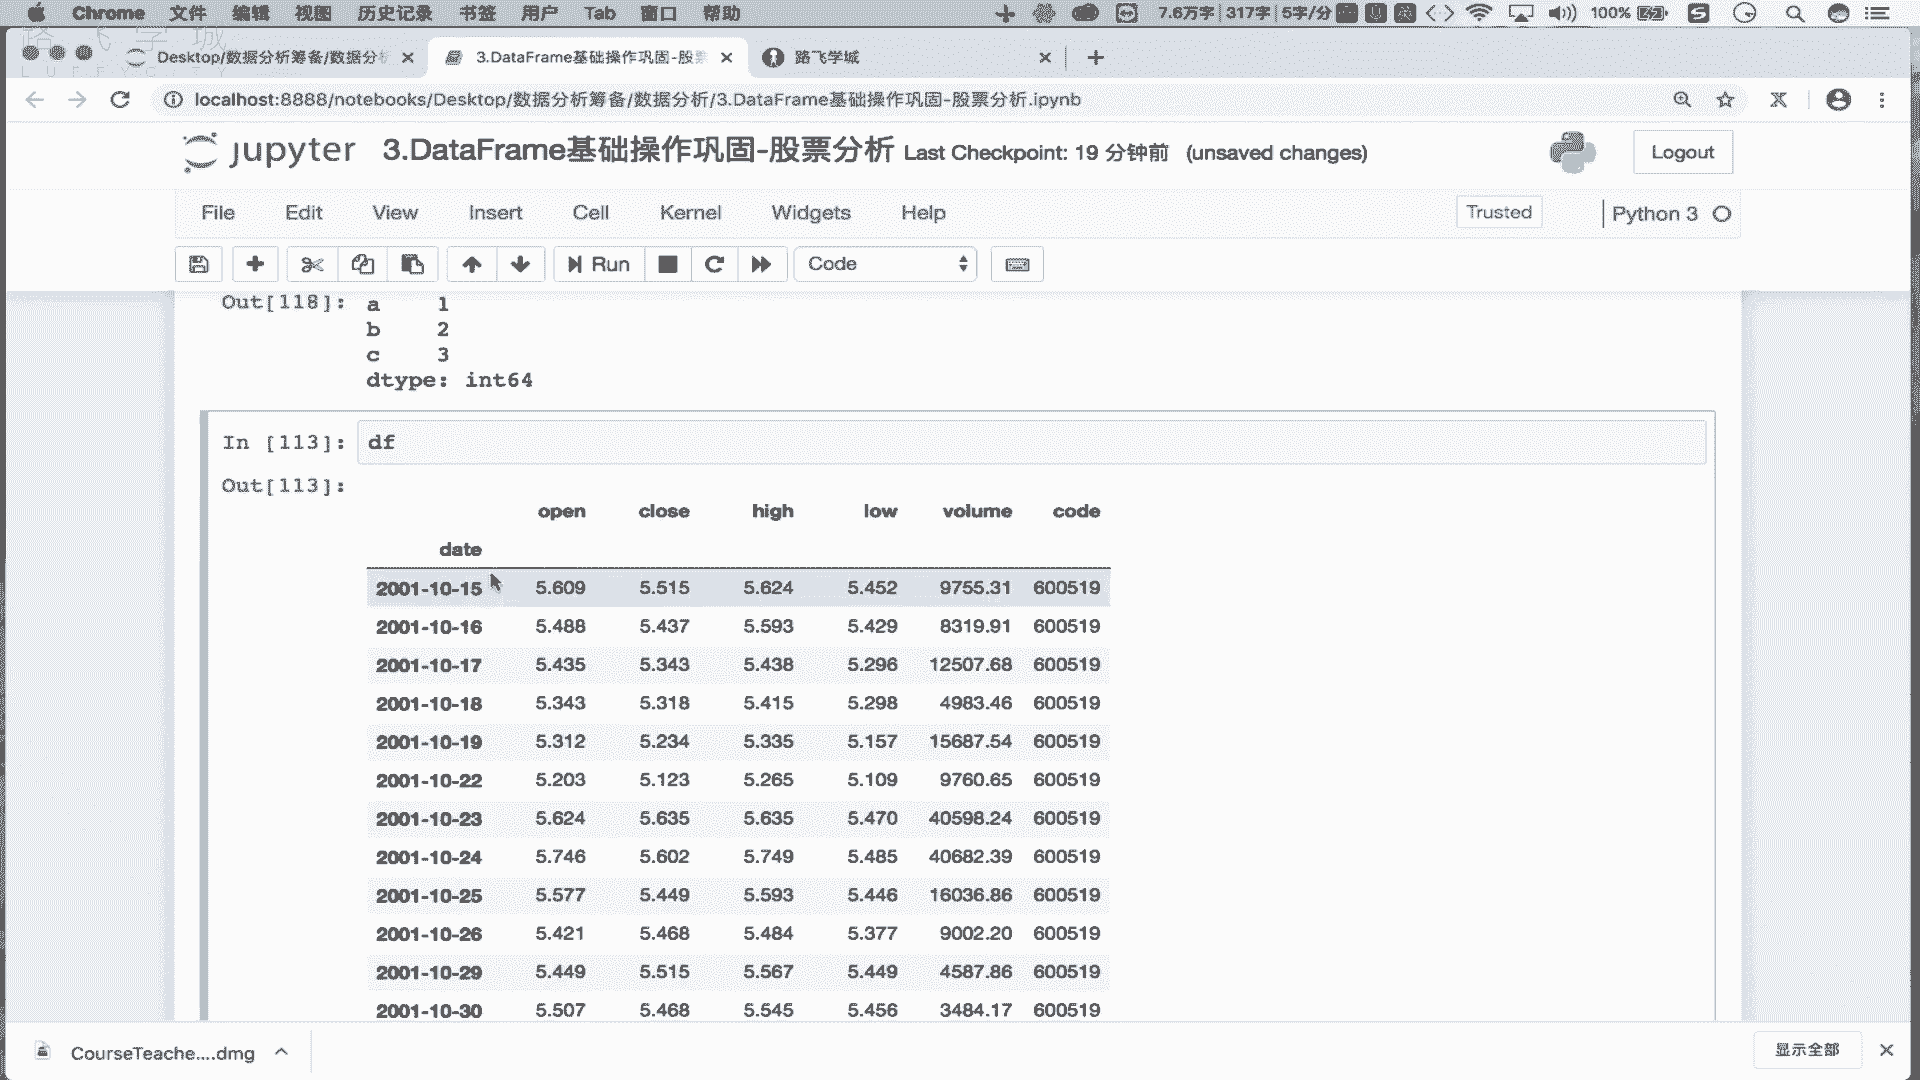 Chrome 文件 编辑 视图 历史记录 书签 用户 Tab 窗口 帮助 7.6万字 317字 5字/分 100%
Desktop/数据分析筹备/数据分析 3.DataFrame基础操作巩固-股票 路飞学城
localhost:8888/notebooks/Desktop/数据分析筹备/数据分析/3.DataFrame基础操作巩固-股票分析.ipynb
jupyter 3.DataFrame基础操作巩固-股票分析 Last Checkpoint: 19 分钟前 (unsaved changes) Logout
File Edit View Insert Cell Kernel Widgets Help Trusted Python 3
Run Code
Out[118]: a 1
b 2
c 3
dtype: int64
In [113]: df
Out[113]:
open close high low volume code
date
2001-10-15 5.609 5.515 5.624 5.452 9755.31 600519
2001-10-16 5.488 5.437 5.593 5.429 8319.91 600519
2001-10-17 5.435 5.343 5.438 5.296 12507.68 600519
2001-10-18 5.343 5.318 5.415 5.298 4983.46 600519
2001-10-19 5.312 5.234 5.335 5.157 15687.54 600519
2001-10-22 5.203 5.123 5.265 5.109 9760.65 600519
2001-10-23 5.624 5.635 5.635 5.470 40598.24 600519
2001-10-24 5.746 5.602 5.749 5.485 40682.39 600519
2001-10-25 5.577 5.449 5.593 5.446 16036.86 600519
2001-10-26 5.421 5.468 5.484 5.377 9002.20 600519
2001-10-29 5.449 5.515 5.567 5.449 4587.86 600519
2001-10-30 5.507 5.468 5.545 5.456 3484.17 600519
CourseTeache....dmg 显示全部